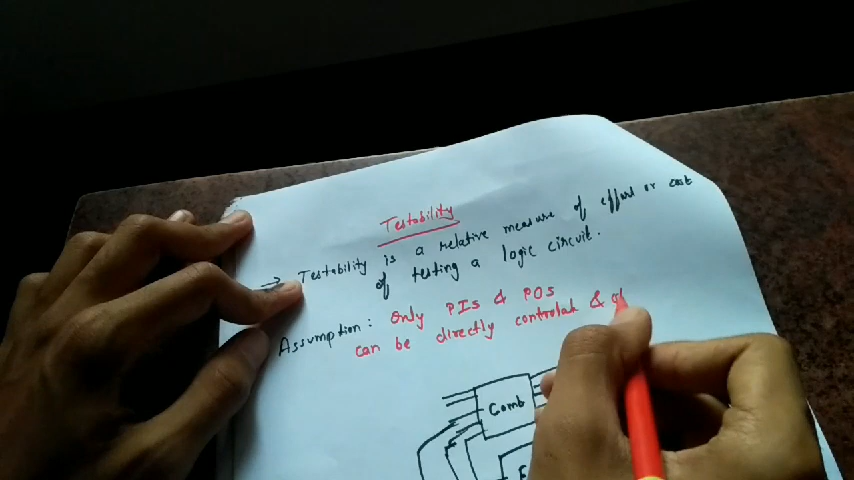 Testability
→ Testability is a relative measure of effort or cost
of testing a logic circuit.
Assumption: Only PIs & POs
can be directly controlab &
Comb
F